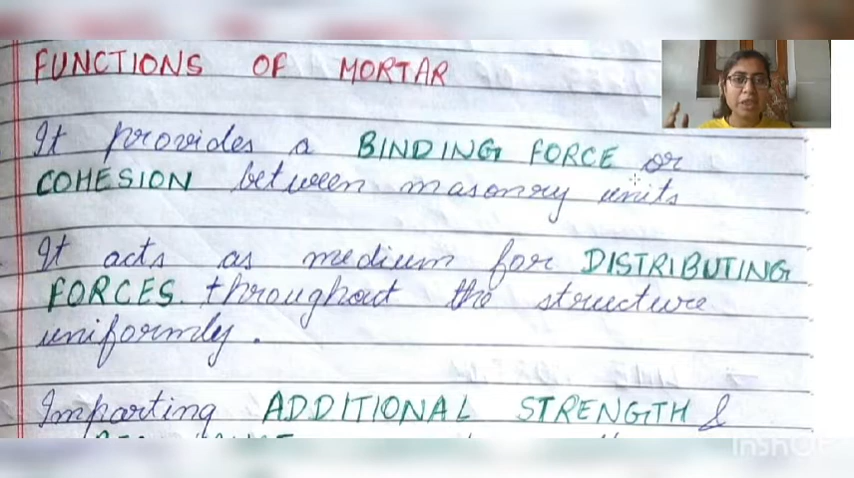 FUNCTIONS OF MORTAR
It provides a BINDING FORCE or
COHESION between masonry units
It acts as medium for DISTRIBUTING
FORCES throughout the structure
uniformly.
Imparting ADDITIONAL STRENGTH &
INSHOT